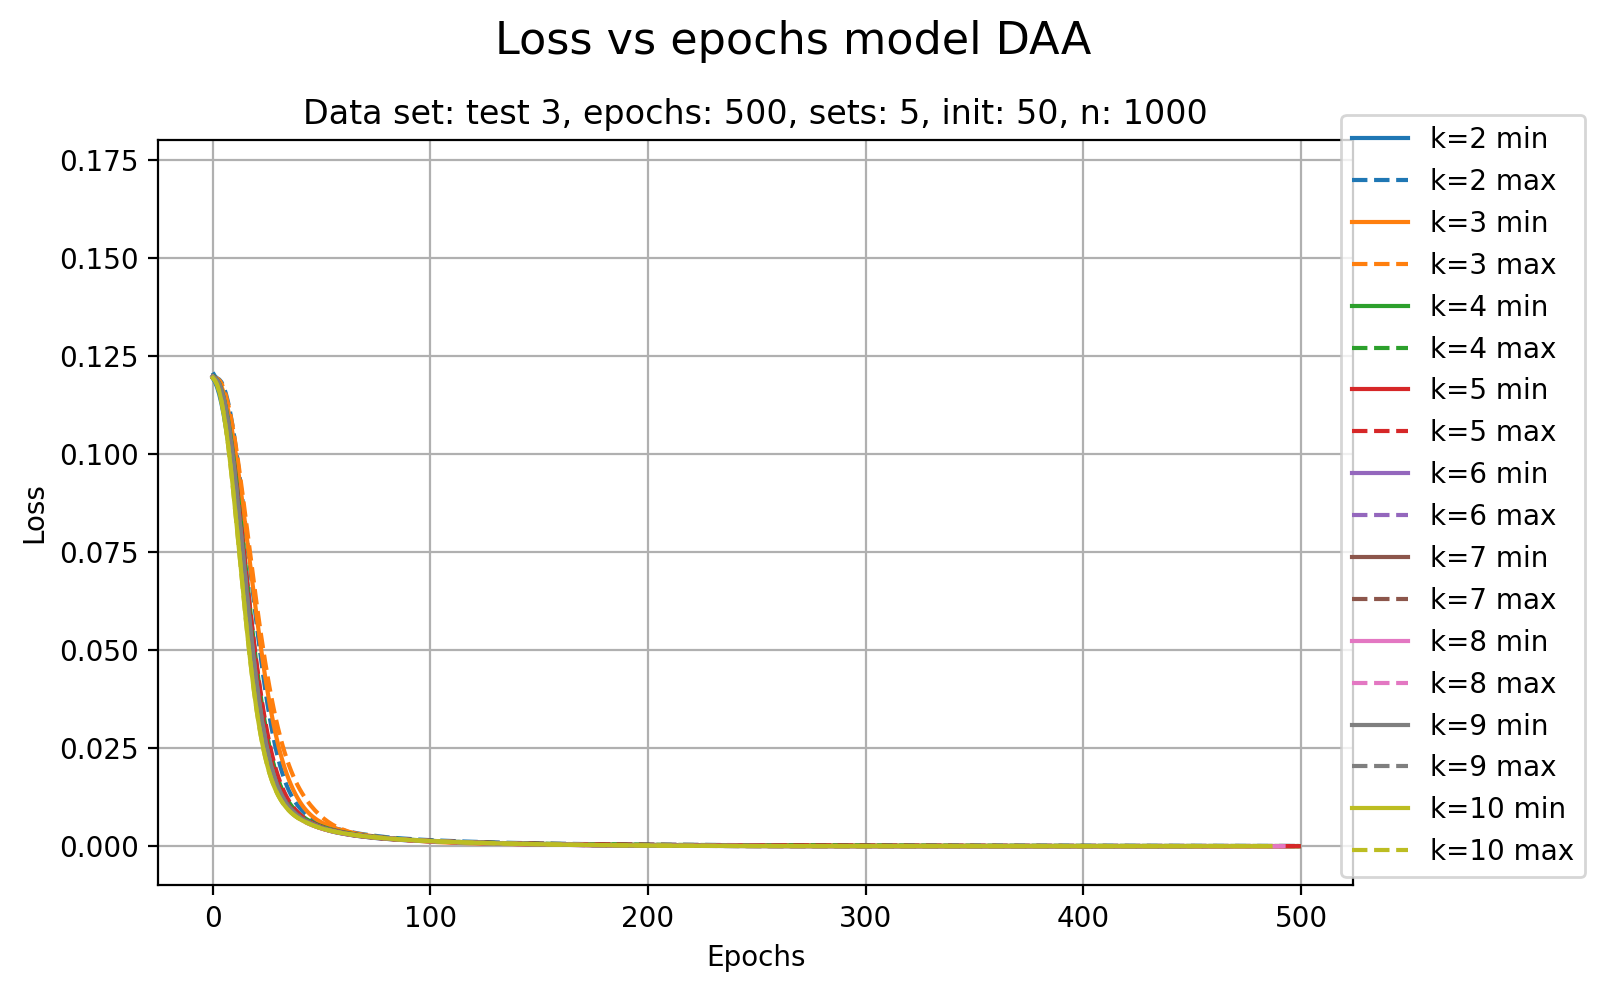 Loss vs epochs model DAA
Data set: test 3, epochs: 500, sets: 5, init: 50, n: 1000
0.175
0.150
0.125
0.100
0.075
0.050
0.025
0.000
Loss
0 100 200 300 400 500
Epochs
k=2 min
k=2 max
k=3 min
k=3 max
k=4 min
k=4 max
k=5 min
k=5 max
k=6 min
k=6 max
k=7 min
k=7 max
k=8 min
k=8 max
k=9 min
k=9 max
k=10 min
k=10 max